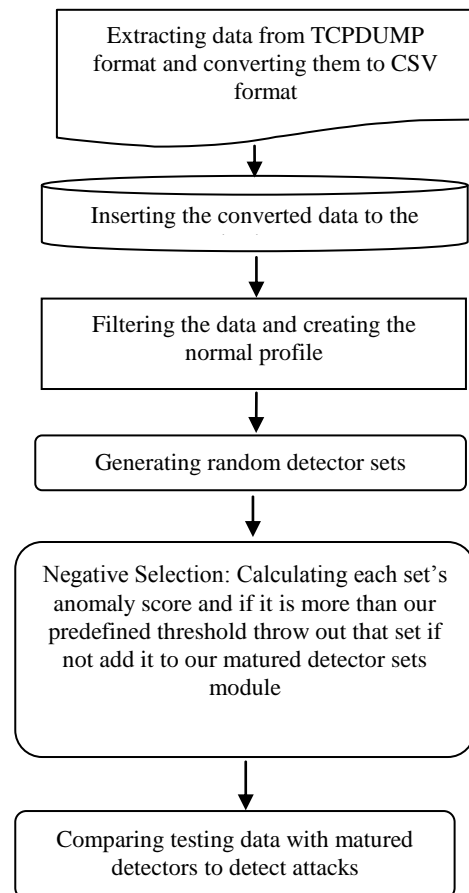 Extracting data from TCPDUMP
format and converting them to CSV
format
Inserting the converted data to the
Filtering the data and creating the
normal profile
Generating random detector sets
Negative Selection: Calculating each set's
anomaly score and if it is more than our
predefined threshold throw out that set if
not add it to our matured detector sets
module
Comparing testing data with matured
detectors to detect attacks